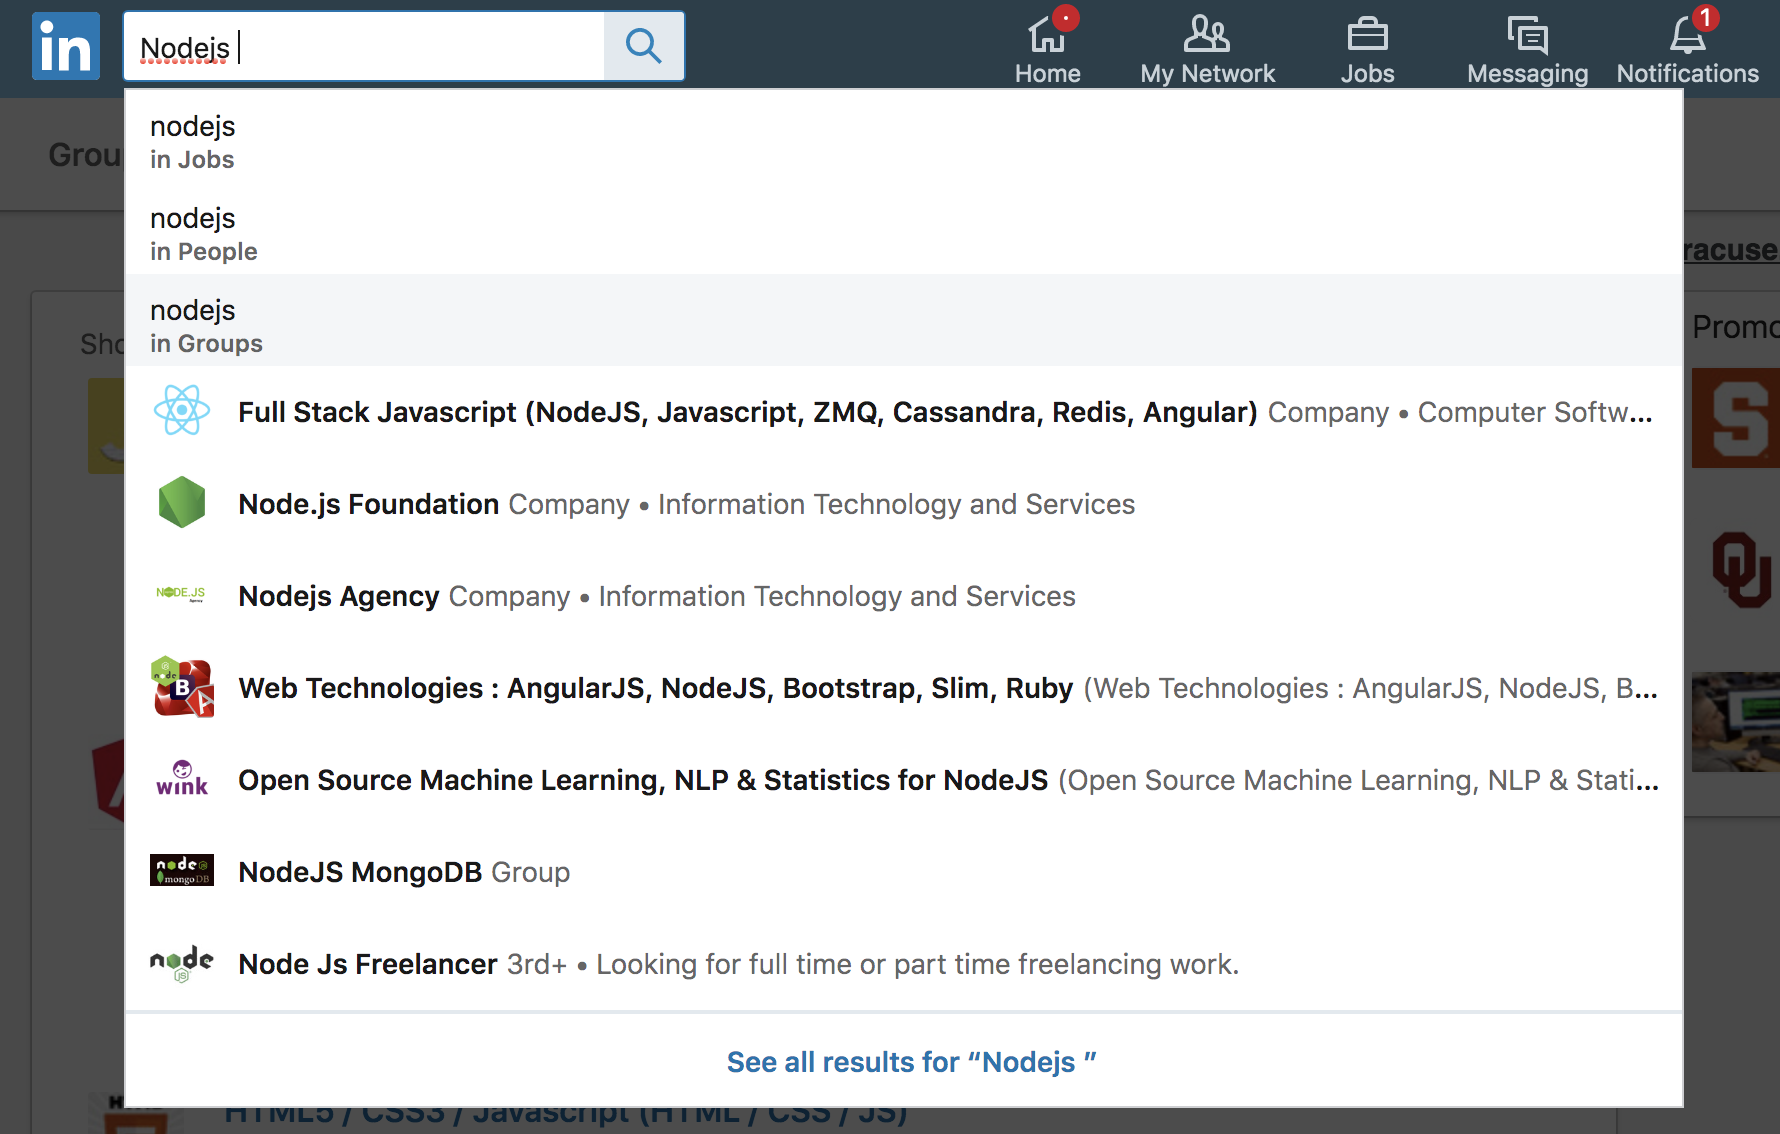 in
Nodejs
Home
My Network
Jobs
Messaging
1
Notifications
Grou
nodejs
in Jobs
nodejs
in People
racuse
nodejs
in Groups
Sho
Promo
Full Stack Javascript (NodeJS, Javascript, ZMQ, Cassandra, Redis, Angular) Company • Computer Softw...
S
Node.js Foundation Company • Information Technology and Services
OU
NODE.JS
Agency
Nodejs Agency Company • Information Technology and Services
node
B
A
Web Technologies : AngularJS, NodeJS, Bootstrap, Slim, Ruby (Web Technologies : AngularJS, NodeJS, B...
wink
Open Source Machine Learning, NLP & Statistics for NodeJS (Open Source Machine Learning, NLP & Stati...
node
mongoDB
NodeJS MongoDB Group
node
JS
Node Js Freelancer 3rd+ • Looking for full time or part time freelancing work.
See all results for “Nodejs ”
HTML5 / CSS3 / Javascript (HTML / CSS / JS)